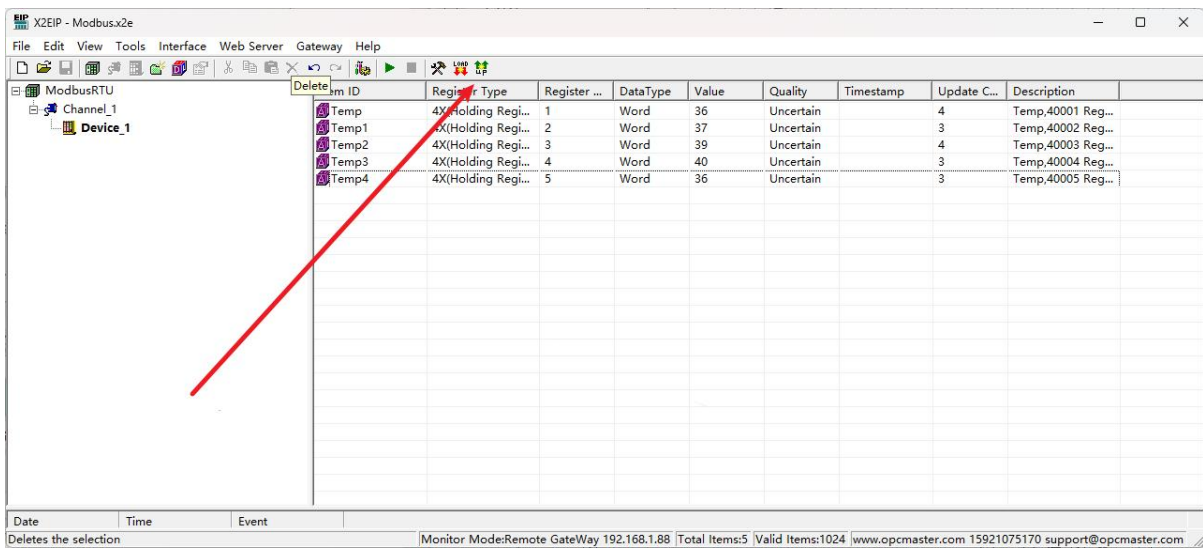 EIP X2EIP - Modbus.x2e
File Edit View Tools Interface Web Server Gateway Help
LOAD UP
Delete
ModbusRTU
Channel_1
Device_1
em ID Register Type Register ... DataType Value Quality Timestamp Update C... Description
Temp 4X(Holding Regi... 1 Word 36 Uncertain 4 Temp,40001 Reg...
Temp1 4X(Holding Regi... 2 Word 37 Uncertain 3 Temp,40002 Reg...
Temp2 4X(Holding Regi... 3 Word 39 Uncertain 4 Temp,40003 Reg...
Temp3 4X(Holding Regi... 4 Word 40 Uncertain 3 Temp,40004 Reg...
Temp4 4X(Holding Regi... 5 Word 36 Uncertain 3 Temp,40005 Reg...
Date Time Event
Deletes the selection Monitor Mode:Remote GateWay 192.168.1.88 Total Items:5 Valid Items:1024 www.opcmaster.com 15921075170 support@opcmaster.com